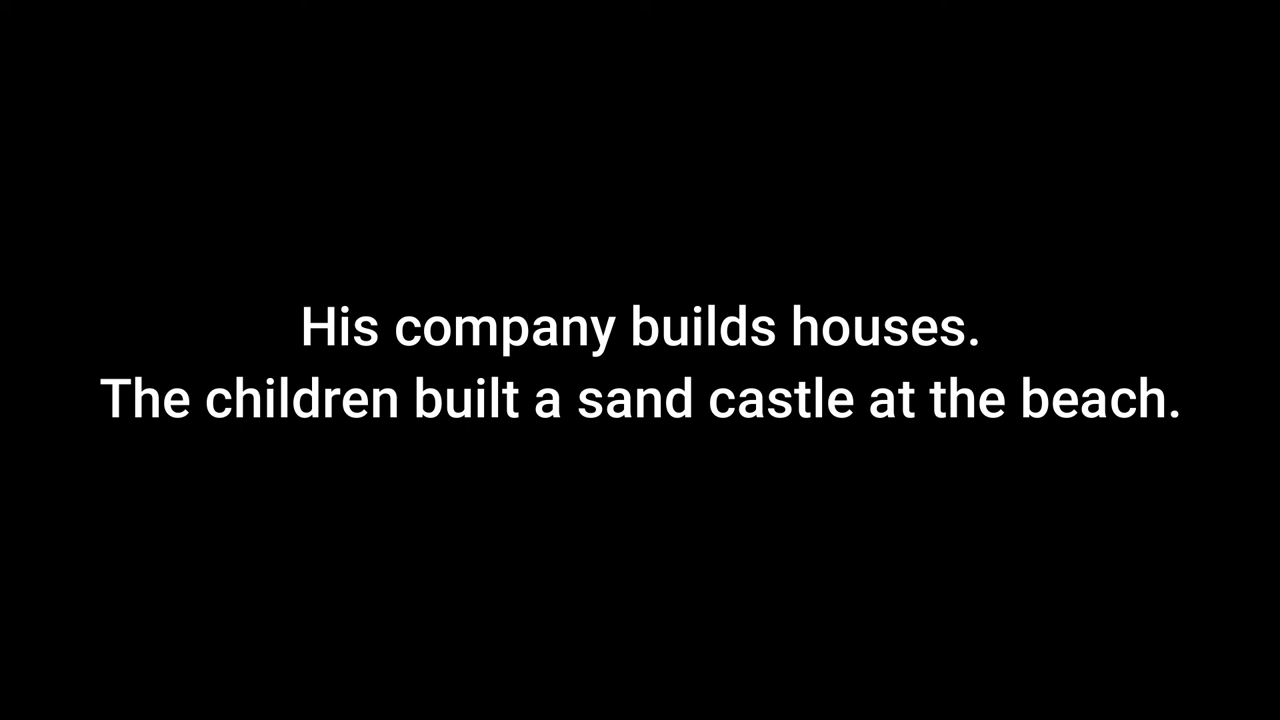 His company builds houses.
The children built a sand castle at the beach.